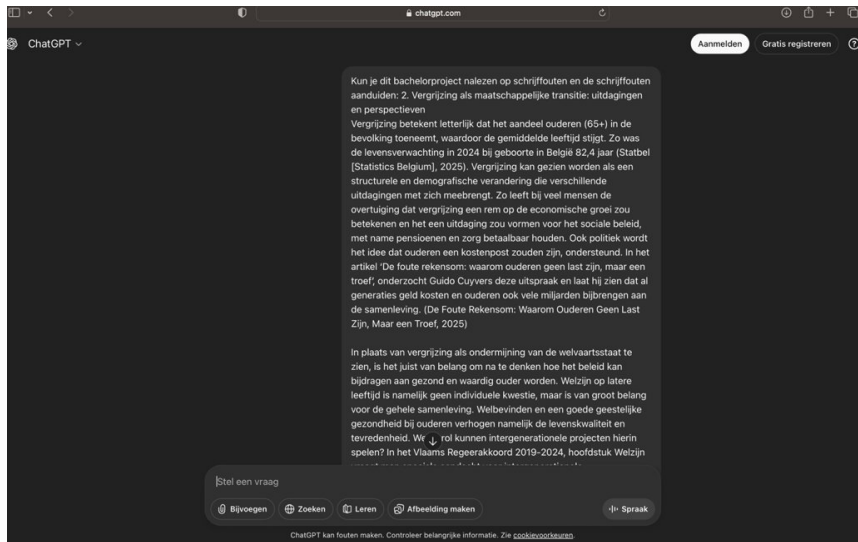 chatgpt.com
ChatGPT
Aanmelden
Gratis registreren
Kun je dit bachelorproject nalezen op schrijffouten en de schrijffouten
aanduiden: 2. Vergrijzing als maatschappelijke transitie: uitdagingen
en perspectieven
Vergrijzing betekent letterlijk dat het aandeel ouderen (65+) in de
bevolking toeneemt, waardoor de gemiddelde leeftijd stijgt. Zo was
de levensverwachting in 2024 bij geboorte in België 82,4 jaar (Statbel
[Statistics Belgium], 2025). Vergrijzing kan gezien worden als een
structurele en demografische verandering die verschillende
uitdagingen met zich meebrengt. Zo leeft bij veel mensen de
overtuiging dat vergrijzing een rem op de economische groei zou
betekenen en het een uitdaging zou vormen voor het sociale beleid,
met name pensioenen en zorg betaalbaar houden. Ook politiek wordt
het idee dat ouderen een kostenpost zouden zijn, ondersteund. In het
artikel 'De foute rekensom: waarom ouderen geen last zijn, maar een
troef', onderzocht Guido Cuyvers deze uitspraak en laat hij zien dat al
generaties geld kosten en ouderen ook vele miljarden bijbrengen aan
de samenleving. (De Foute Rekensom: Waarom Ouderen Geen Last
Zijn, Maar een Troef, 2025)
In plaats van vergrijzing als ondermijning van de welvaartsstaat te
zien, is het juist van belang om na te denken hoe het beleid kan
bijdragen aan gezond en waardig ouder worden. Welzijn op latere
leeftijd is namelijk geen individuele kwestie, maar is van groot belang
voor de gehele samenleving. Welbevinden en een goede geestelijke
gezondheid bij ouderen verhogen namelijk de levenskwaliteit en
tevredenheid. We rol kunnen intergenerationele projecten hierin
spelen? In het Vlaams Regeerakkoord 2019-2024, hoofdstuk Welzijn
Stel een vraag
Bijvoegen
Zoeken
Leren
Afbeelding maken
Spraak
ChatGPT kan fouten maken. Controleer belangrijke informatie. Zie cookievoorkeuren.